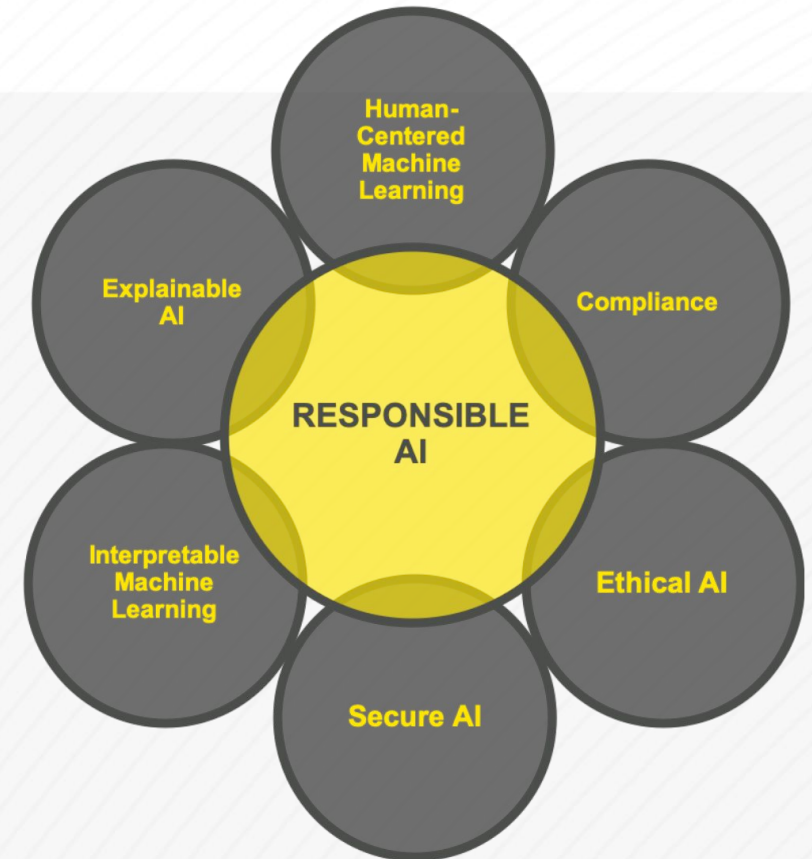 Human-
Centered
Machine
Learning
Explainable
AI
Compliance
RESPONSIBLE
AI
Interpretable
Machine
Learning
Ethical AI
Secure AI